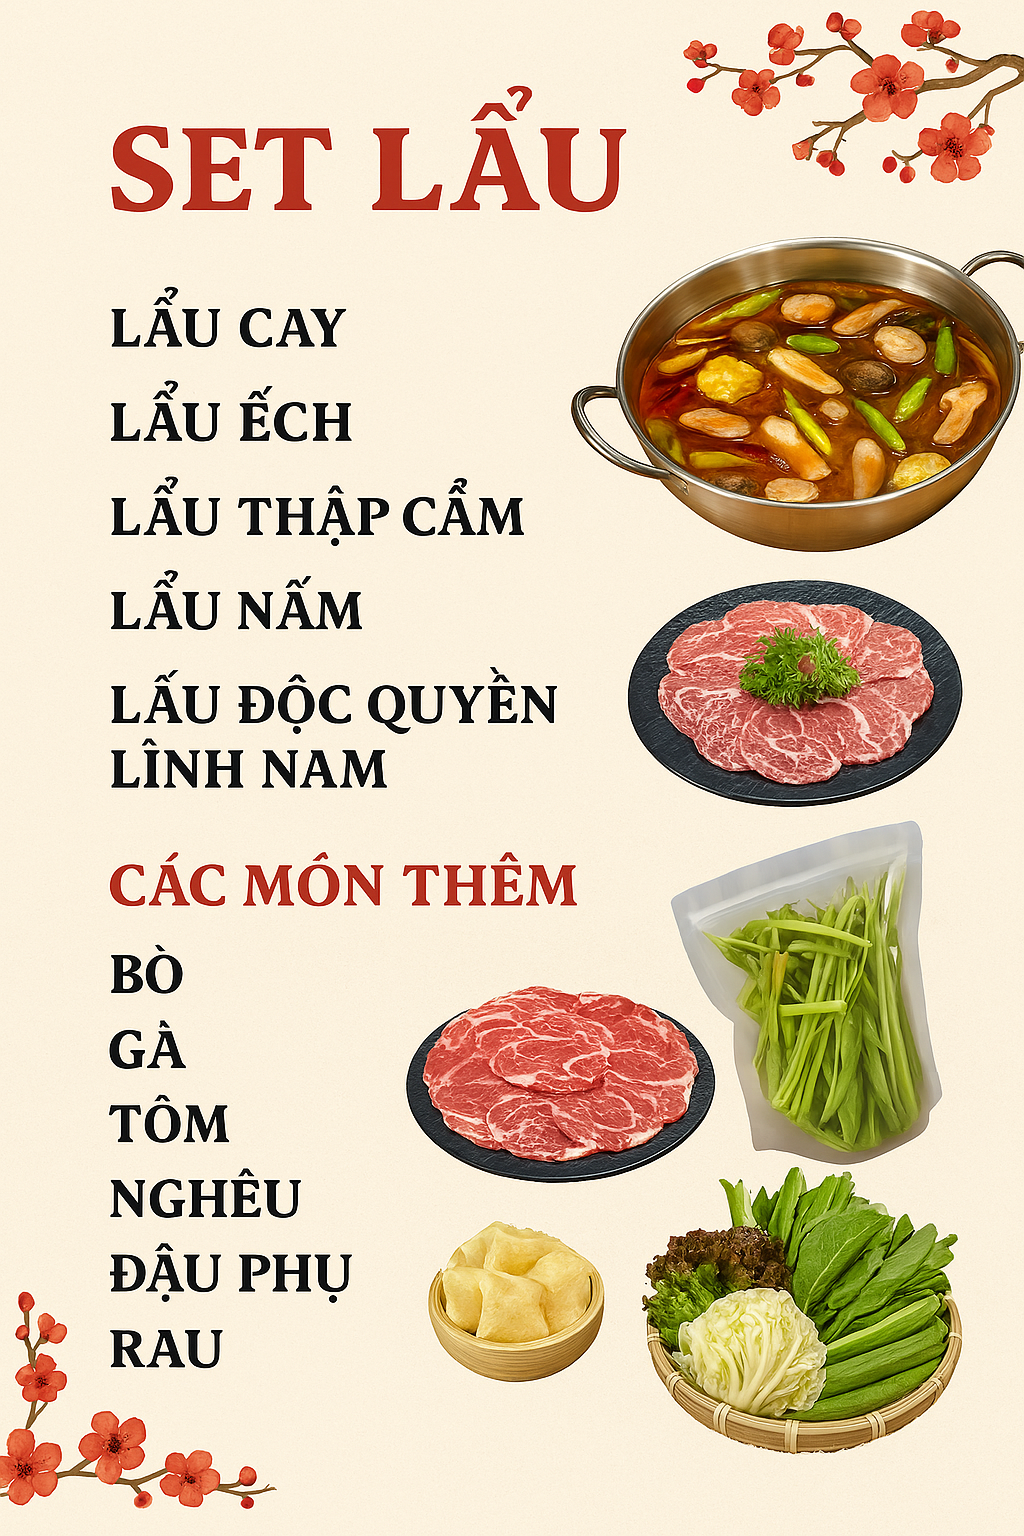 SET LẨU
LẨU CAY
LẨU ẾCH
LẨU THẬP CẨM
LẨU NẤM
LẤU ĐỘC QUYỀN
LÎNH NAM
CÁC MÓN THÊM
BÒ
GÀ
TÔM
NGHÊU
ĐẬU PHỤ
RAU